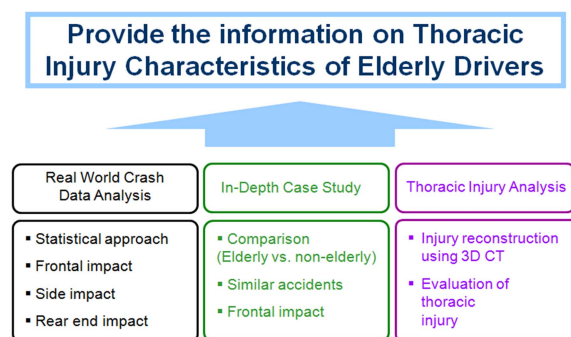 Provide the information on Thoracic
Injury Characteristics of Elderly Drivers
Real World Crash
Data Analysis
▪ Statistical approach
▪ Frontal impact
▪ Side impact
▪ Rear end impact
In-Depth Case Study
▪ Comparison
(Elderly vs. non-elderly)
▪ Similar accidents
▪ Frontal impact
Thoracic Injury Analysis
▪ Injury reconstruction
using 3D CT
▪ Evaluation of
thoracic
injury